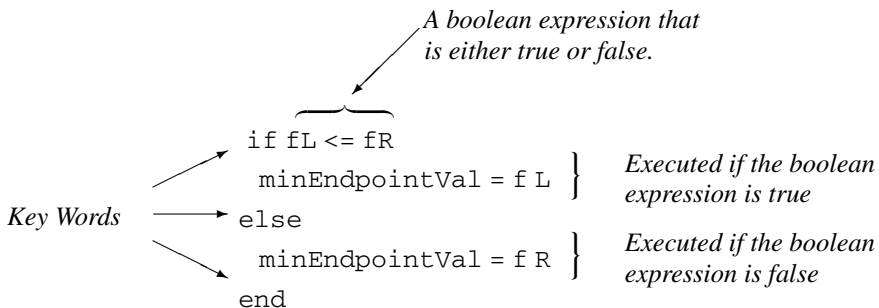 A boolean expression that
is either true or false.
if fL <= fR
minEndpointVal = f L
Executed if the boolean
expression is true
Key Words
else
minEndpointVal = f R
Executed if the boolean
expression is false
end